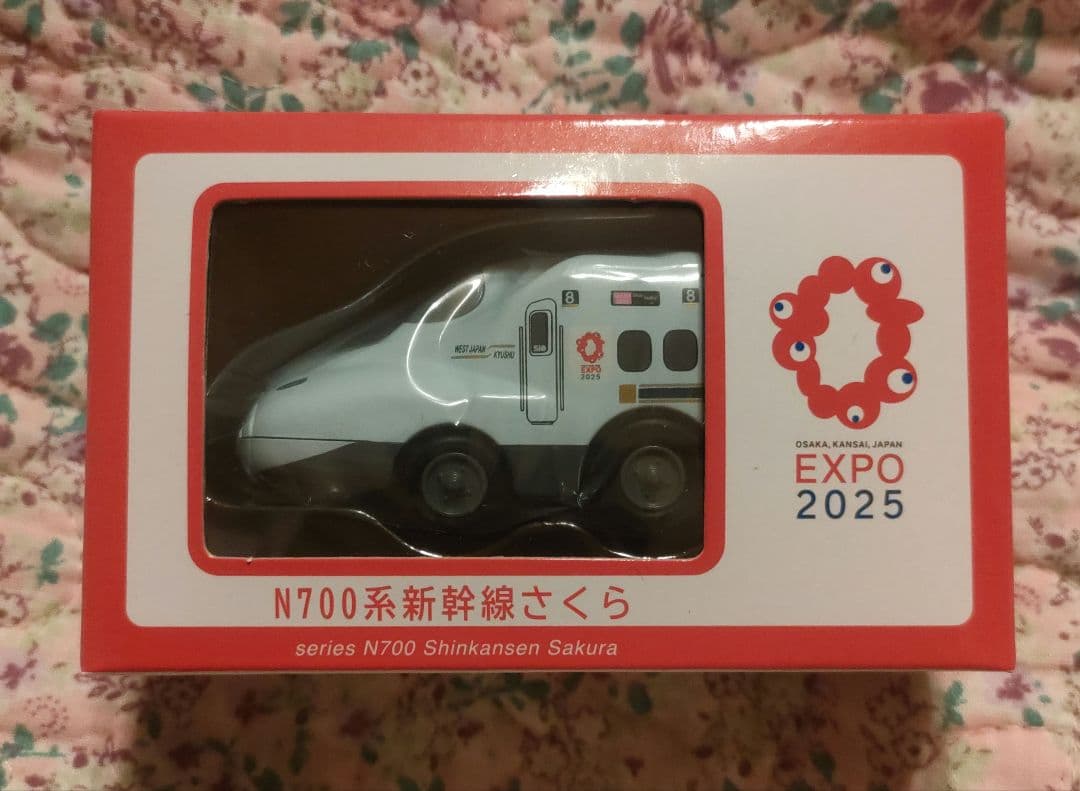 8
8
WEST JAPAN
KYUSHU
EXPO
2025
OSAKA, KANSAI, JAPAN
EXPO
2025
N700系新幹線さくら
series N700 Shinkansen Sakura